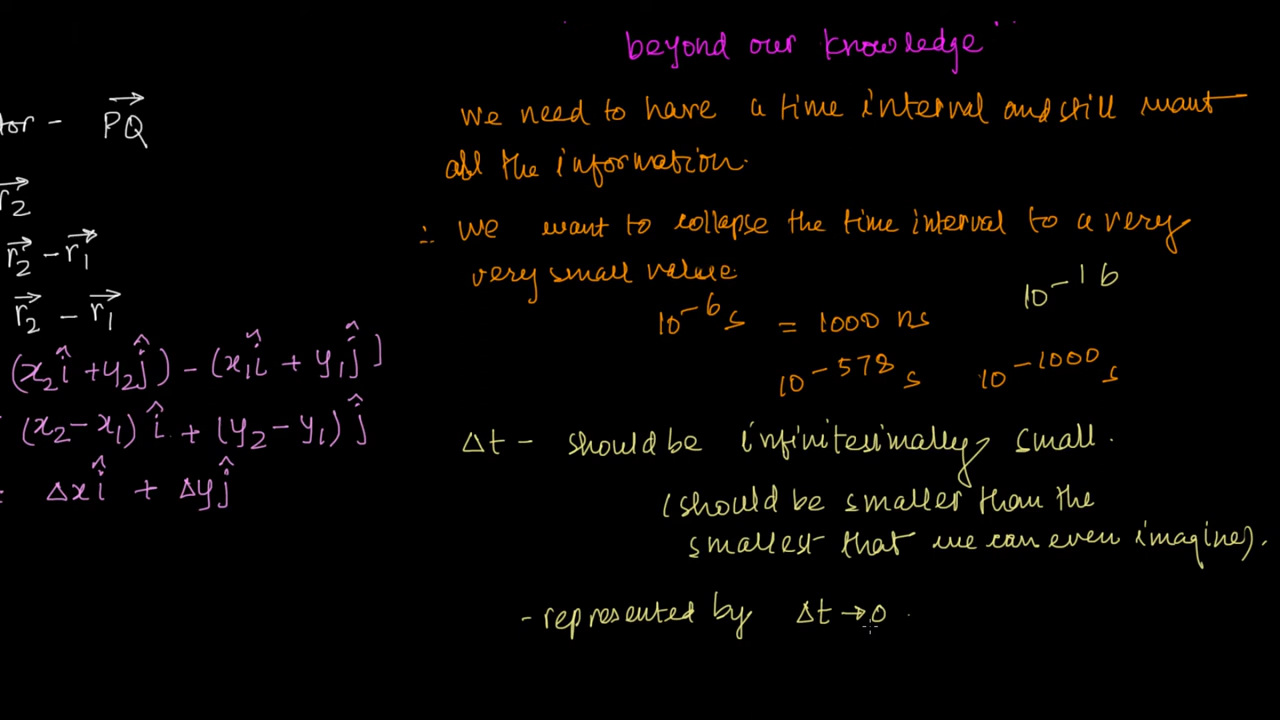 beyond our knowledge"
tor - PQ⃗
r₂⃗
r₂⃗ - r₁⃗
r₂⃗ - r₁⃗
(x₂î + y₂ĵ) - (x₁î + y₁ĵ)
(x₂ - x₁)î + (y₂ - y₁)ĵ
= Δxî + Δyĵ
we need to have a time interval and still want
all the information.
∴ we want to collapse the time interval to a very
very small value.
10⁻⁶ s = 1000 ns
10⁻¹⁶
10⁻⁵⁷⁸ s 10⁻¹⁰⁰⁰ s
Δt - should be infinitesimally small.
(should be smaller than the
smallest that we can even imagine).
- represented by Δt → 0